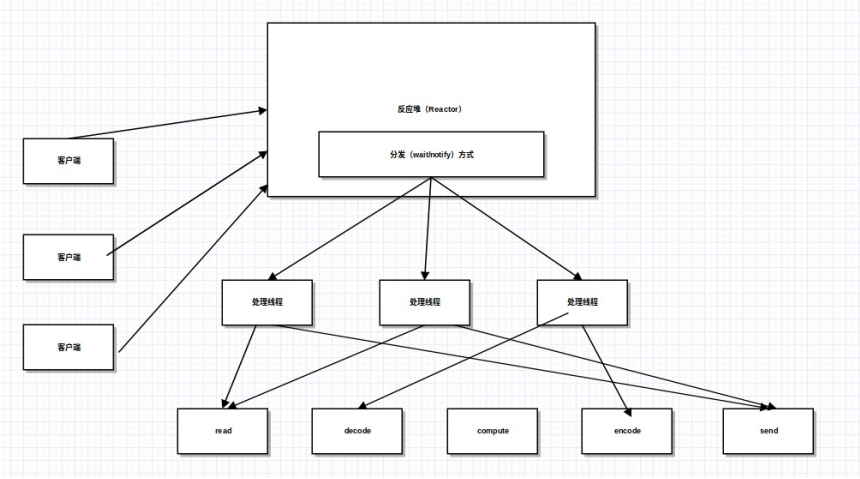 反应堆（Reactor）
分发（wait/notify）方式
客户端
客户端
客户端
处理线程
处理线程
处理线程
read
decode
compute
encode
send